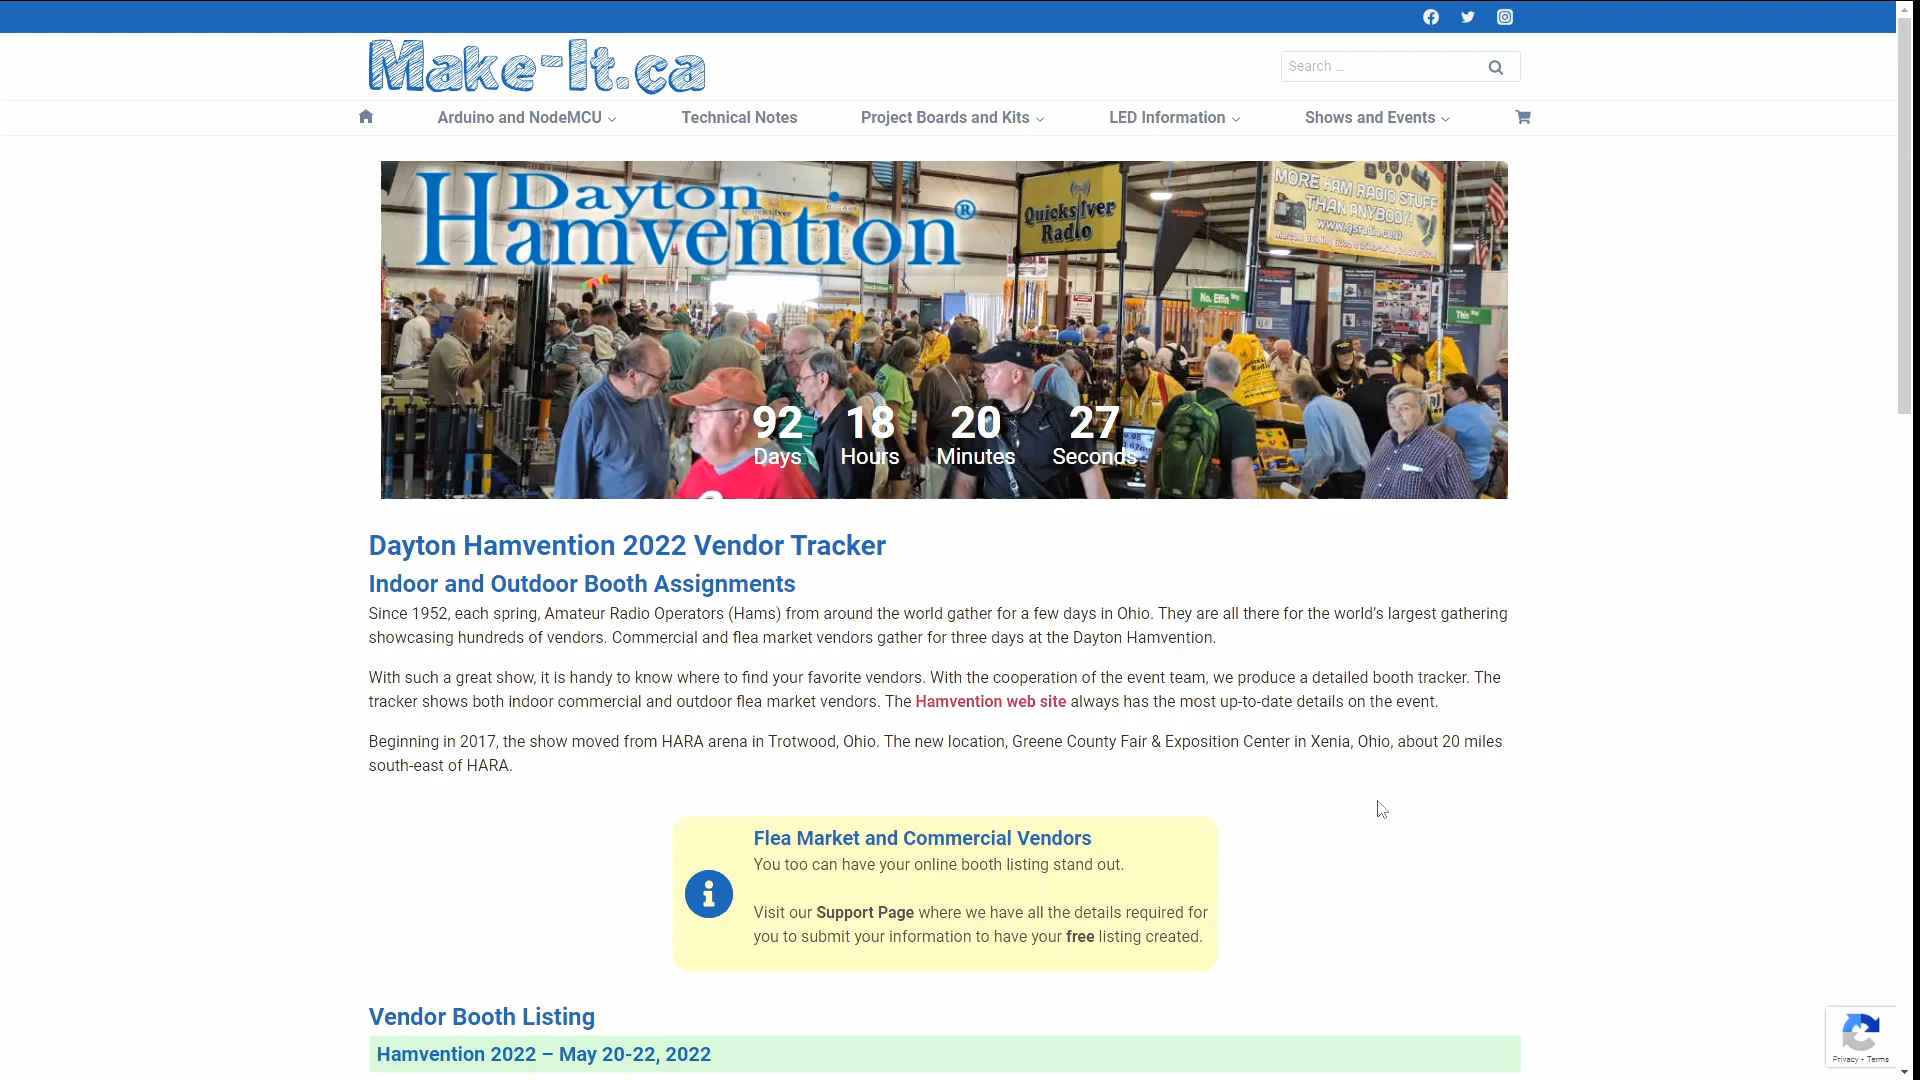 Make-It.ca
Search ...
Arduino and NodeMCU
Technical Notes
Project Boards and Kits
LED Information
Shows and Events
Dayton
Hamvention®
Quicksilver
Radio
MORE HAM RADIO STUFF
THAN ANYBODY!
www.qsradio.com
No. Effin Way
This Way
92 18 20 27
Days Hours Minutes Seconds
Dayton Hamvention 2022 Vendor Tracker
Indoor and Outdoor Booth Assignments
Since 1952, each spring, Amateur Radio Operators (Hams) from around the world gather for a few days in Ohio. They are all there for the world's largest gathering
showcasing hundreds of vendors. Commercial and flea market vendors gather for three days at the Dayton Hamvention.
With such a great show, it is handy to know where to find your favorite vendors. With the cooperation of the event team, we produce a detailed booth tracker. The
tracker shows both indoor commercial and outdoor flea market vendors. The Hamvention web site always has the most up-to-date details on the event.
Beginning in 2017, the show moved from HARA arena in Trotwood, Ohio. The new location, Greene County Fair & Exposition Center in Xenia, Ohio, about 20 miles
south-east of HARA.
Flea Market and Commercial Vendors
You too can have your online booth listing stand out.
Visit our Support Page where we have all the details required for
you to submit your information to have your free listing created.
Vendor Booth Listing
Hamvention 2022 – May 20-22, 2022
Privacy - Terms